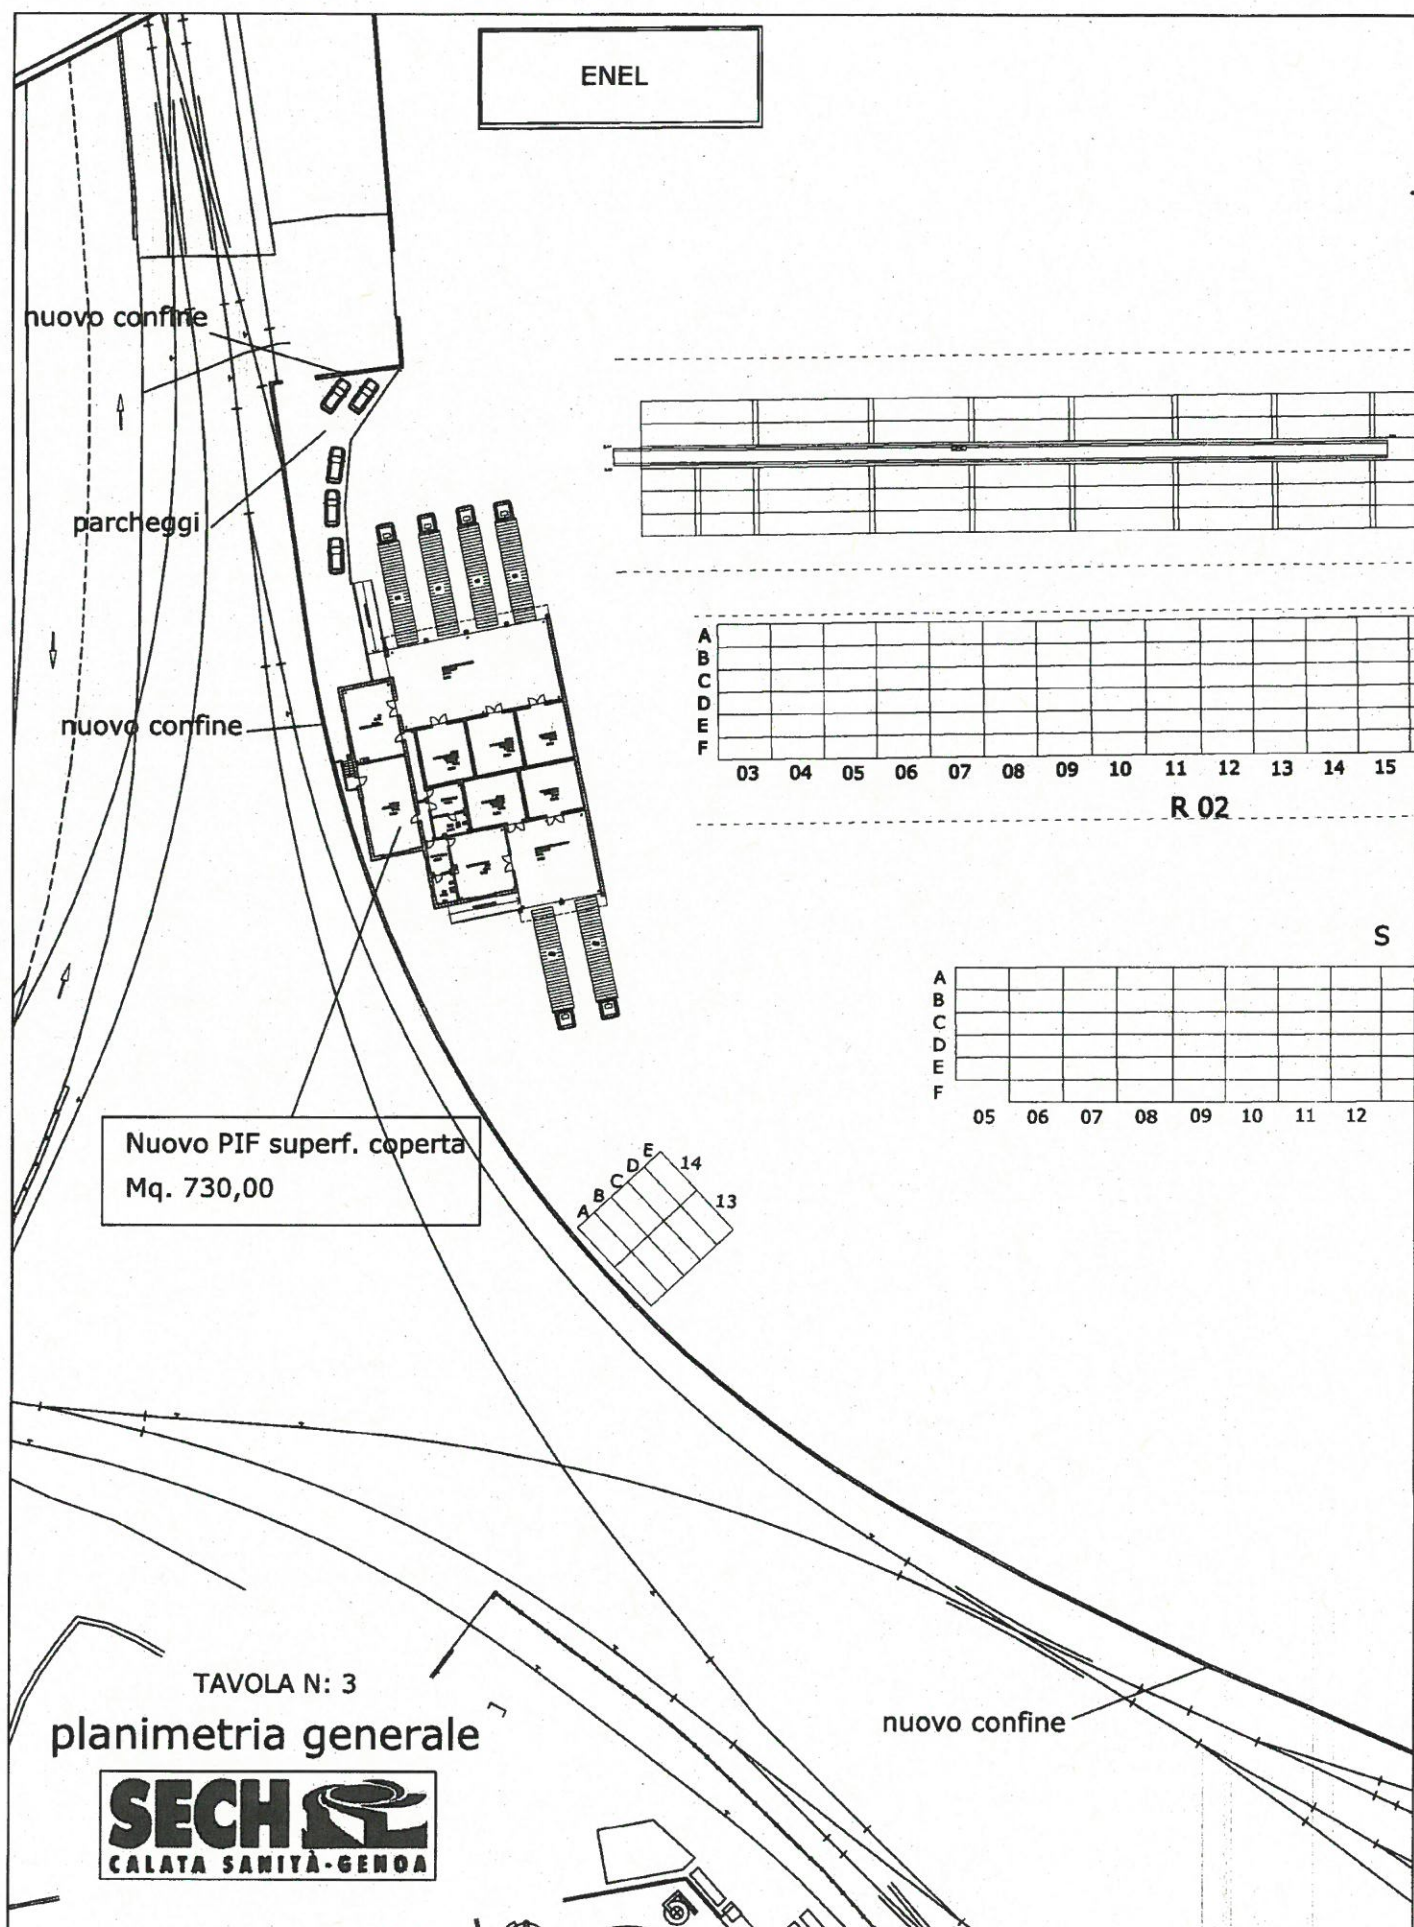 ENEL
nuovo confine
parcheggi
nuovo confine
A
B
C
D
E
F
03 04 05 06 07 08 09 10 11 12 13 14 15
R 02
S
A
B
C
D
E
F
05 06 07 08 09 10 11 12
Nuovo PIF superf. coperta
Mq. 730,00
A B C D E
14
13
TAVOLA N: 3
planimetria generale
nuovo confine
SECH
CALATA SANITÀ-GENOA